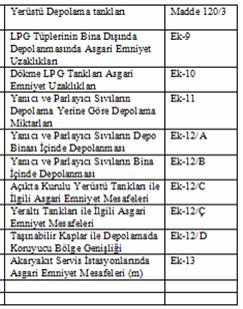 Yerüstü Depolama tankları Madde 120/3
LPG Tüplerinin Bina Dışında Ek-9
Depolanmasında Asgari Emniyet
Uzaklıkları
Dökme LPG Tankları Asgari Ek-10
Emniyet Uzaklıkları
Yanıcı ve Parlayıcı Sıvıların Ek-11
Depolama Yerine Göre Depolama
Miktarları
Yanıcı ve Parlayıcı Sıvıların Depo Ek-12/A
Binası İçinde Depolanması
Yanıcı ve Parlayıcı Sıvıların Bina Ek-12/B
İçinde Depolanması
Açıkta Kurulu Yerüstü Tankları ile Ek-12/C
İlgili Asgari Emniyet Mesafeleri
Yeraltı Tankları ile İlgili Asgari Ek-12/Ç
Emniyet Mesafeleri
Taşınabilir Kaplar ile Depolamada Ek-12/D
Koruyucu Bölge Genişliği
Akaryakıt Servis İstasyonlarında Ek-13
Asgari Emniyet Mesafeleri (m)